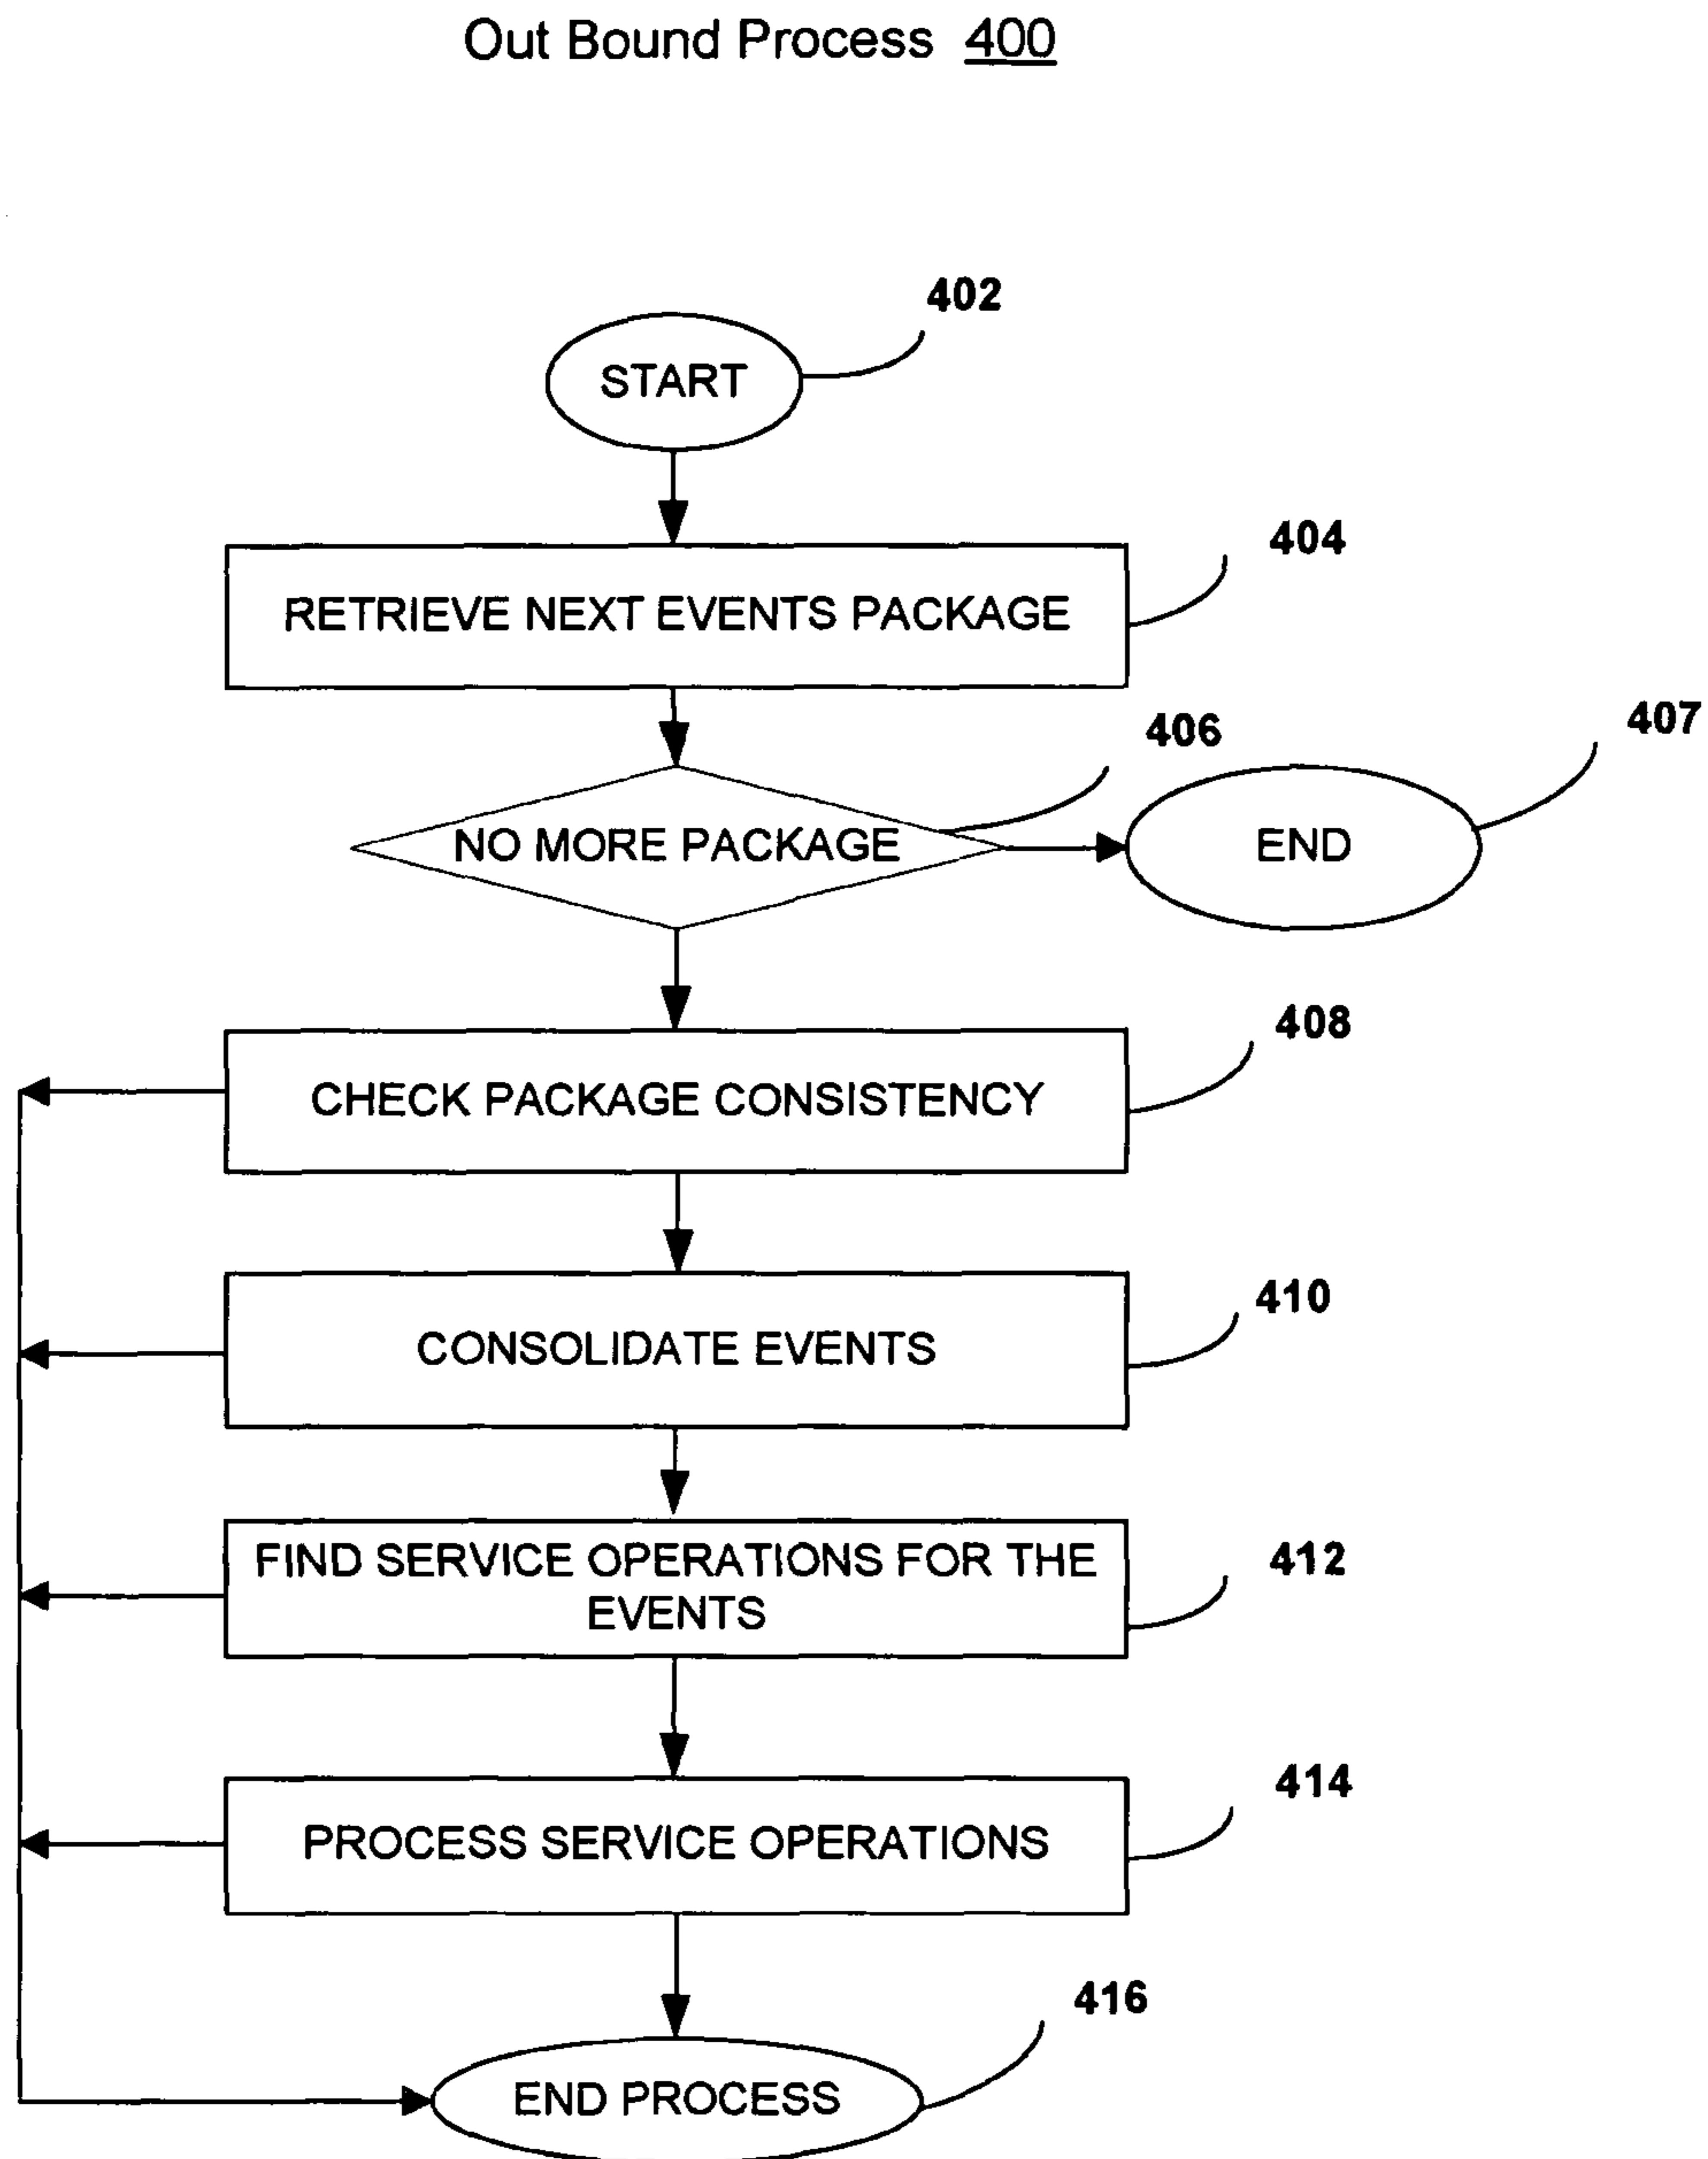 Out Bound Process 400
402
START
404
RETRIEVE NEXT EVENTS PACKAGE
406
407
NO MORE PACKAGE
END
408
CHECK PACKAGE CONSISTENCY
410
CONSOLIDATE EVENTS
412
FIND SERVICE OPERATIONS FOR THE
EVENTS
414
PROCESS SERVICE OPERATIONS
416
END PROCESS